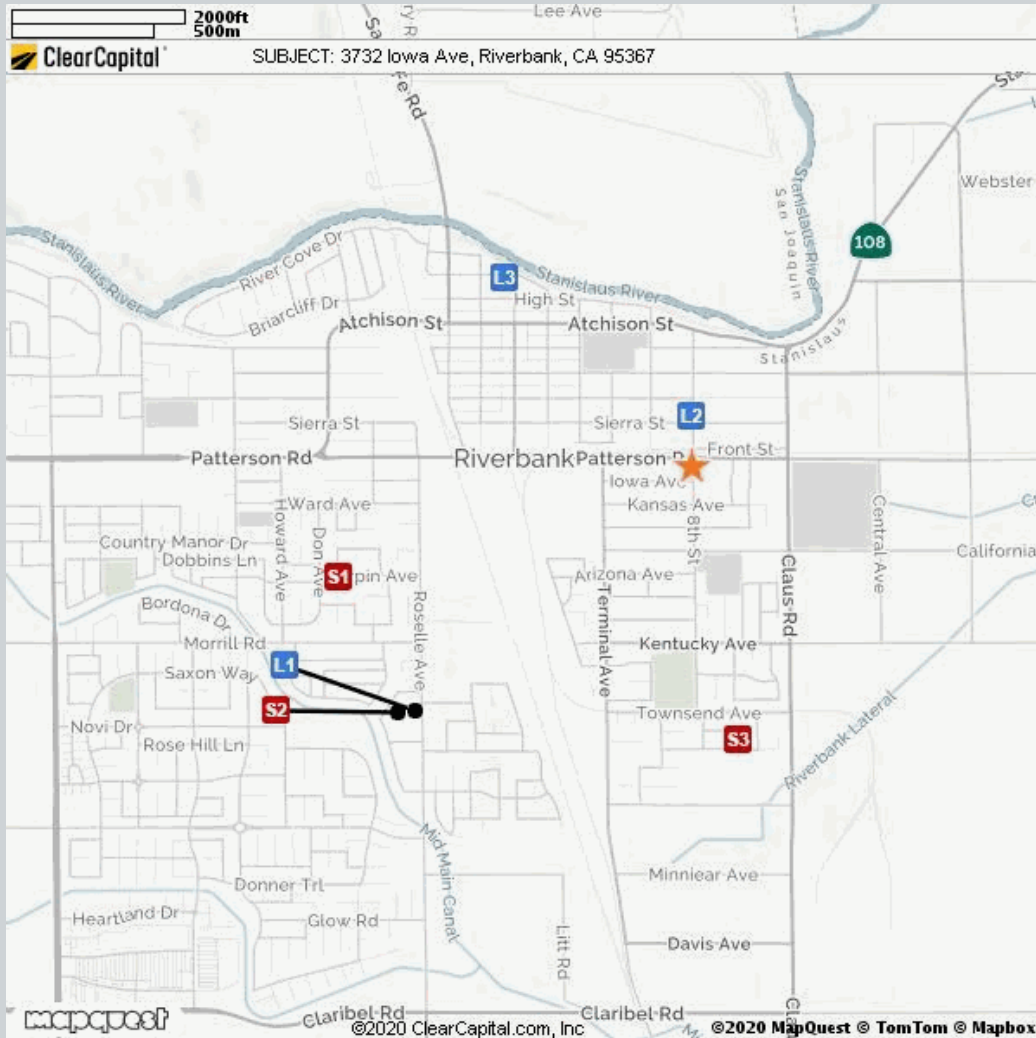 2000ft
500m
Lee Ave
ClearCapital
SUBJECT: 3732 Iowa Ave, Riverbank, CA 95367
Fe Rd
Webster
Stanislaus River
San Joaquin
108
River Cove Dr
L3
Stanislaus River
Stanislaus River
High St
Briarcliff Dr
Atchison St
Atchison St
Stanislaus
Sierra St
Sierra St
L2
Front St
Patterson Rd
Riverbank
Patterson R
Iowa Ave
Ward Ave
Kansas Ave
Howard Ave
Don Ave
8th St
Central Ave
Country Manor Dr
Dobbins Ln
California
S1
pin Ave
Arizona Ave
Claus Rd
Terminal Ave
Roselle Ave
Bordona Dr
Morrill Rd
Kentucky Ave
L1
Saxon Way
S2
Townsend Ave
Novi Dr
Rose Hill Ln
S3
Riverbank Lateral
Mid Main Canal
Minniear Ave
Donner Trl
Heartland Dr
Glow Rd
Litt Rd
Davis Ave
mapquest
Claribel Rd
Claribel Rd
©2020 ClearCapital.com, Inc
©2020 MapQuest © TomTom © Mapbox